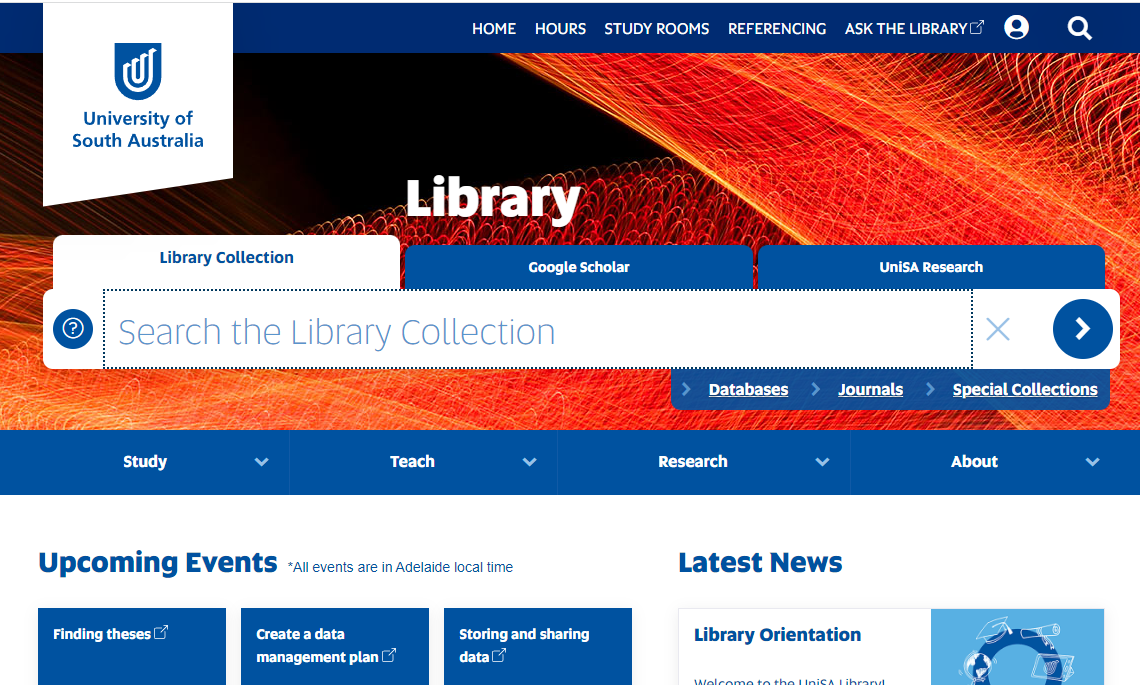 HOME HOURS STUDY ROOMS REFERENCING ASK THE LIBRARY
University of
South Australia
Library
Library Collection
Google Scholar
UniSA Research
Search the Library Collection
Databases
Journals
Special Collections
Study
Teach
Research
About
Upcoming Events *All events are in Adelaide local time
Finding theses
Create a data
management plan
Storing and sharing
data
Latest News
Library Orientation
Welcome to the UniSA Library!